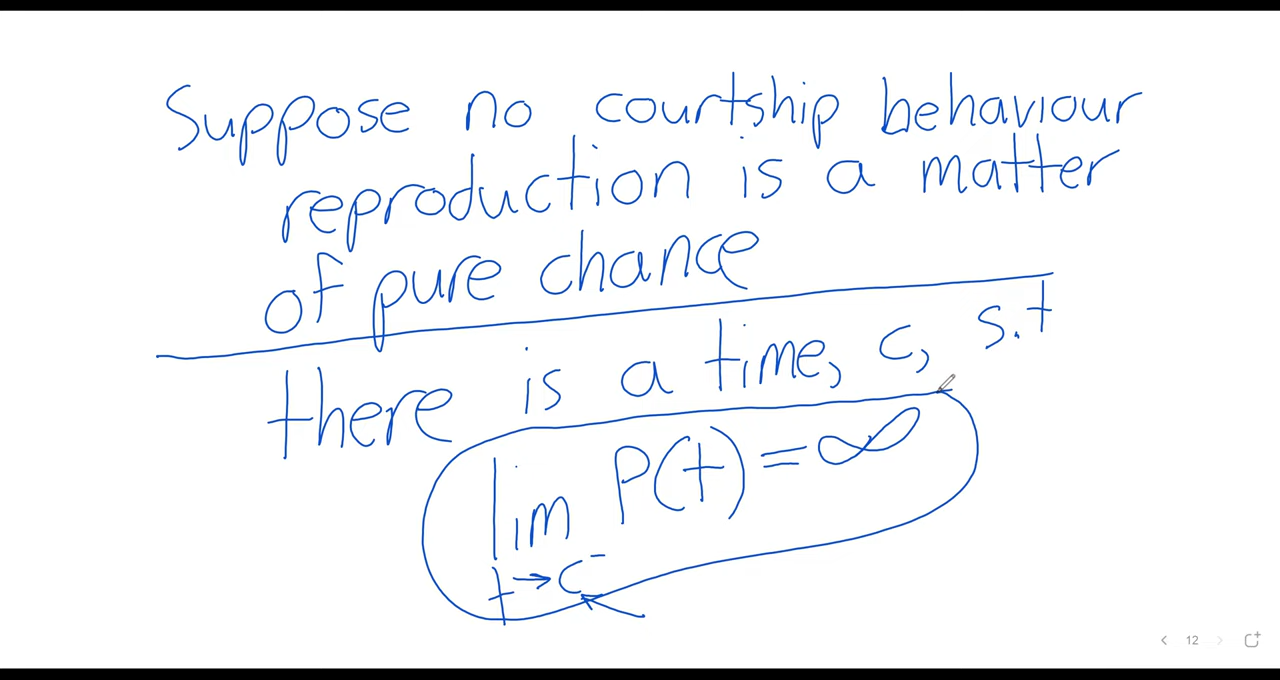 Suppose no courtship behaviour
reproduction is a matter
of pure chance
there is a time, c, s.t
lim P(t) = ∞
t → c⁻
< 12 >